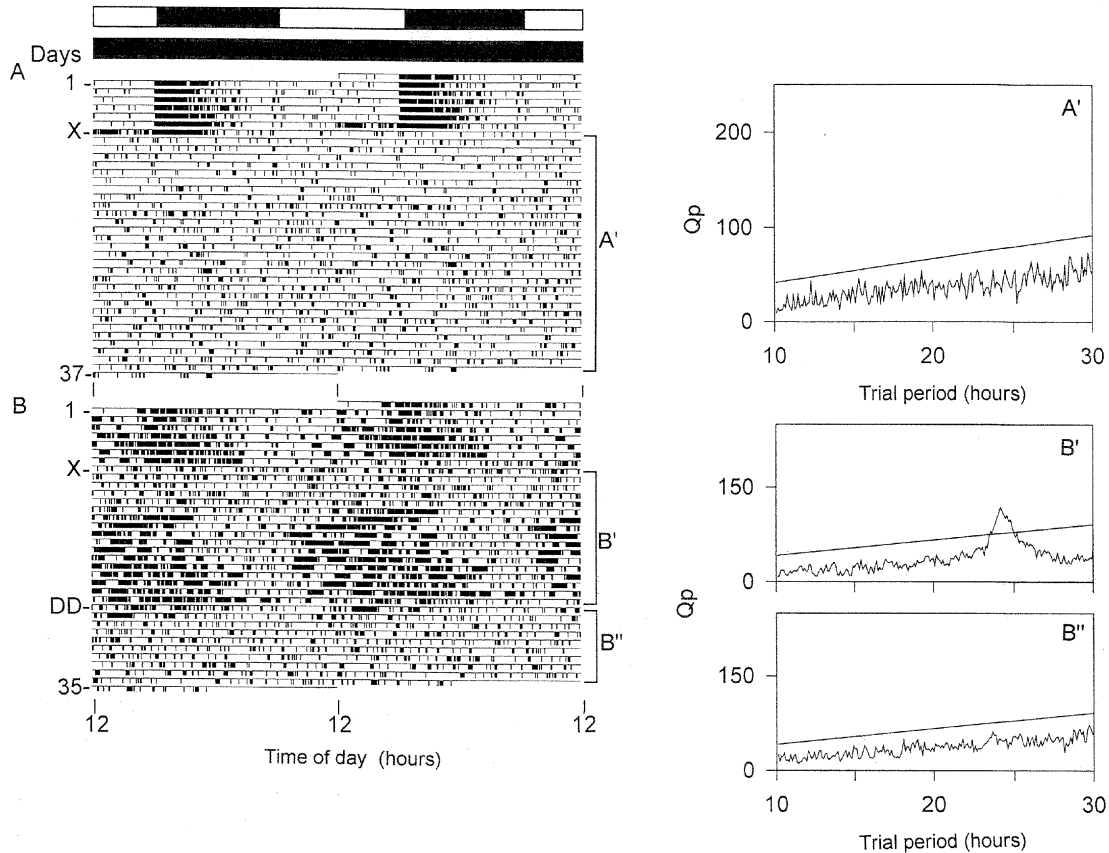 Days
A
1 -
X-
A'
37-
B
1-
X-
B'
DD-
B"
35-
12
12
12
Time of day (hours)
A'
200
100
0
Qp
10
20
30
Trial period (hours)
B'
150
0
Qp
B"
150
0
10
20
30
Trial period (hours)